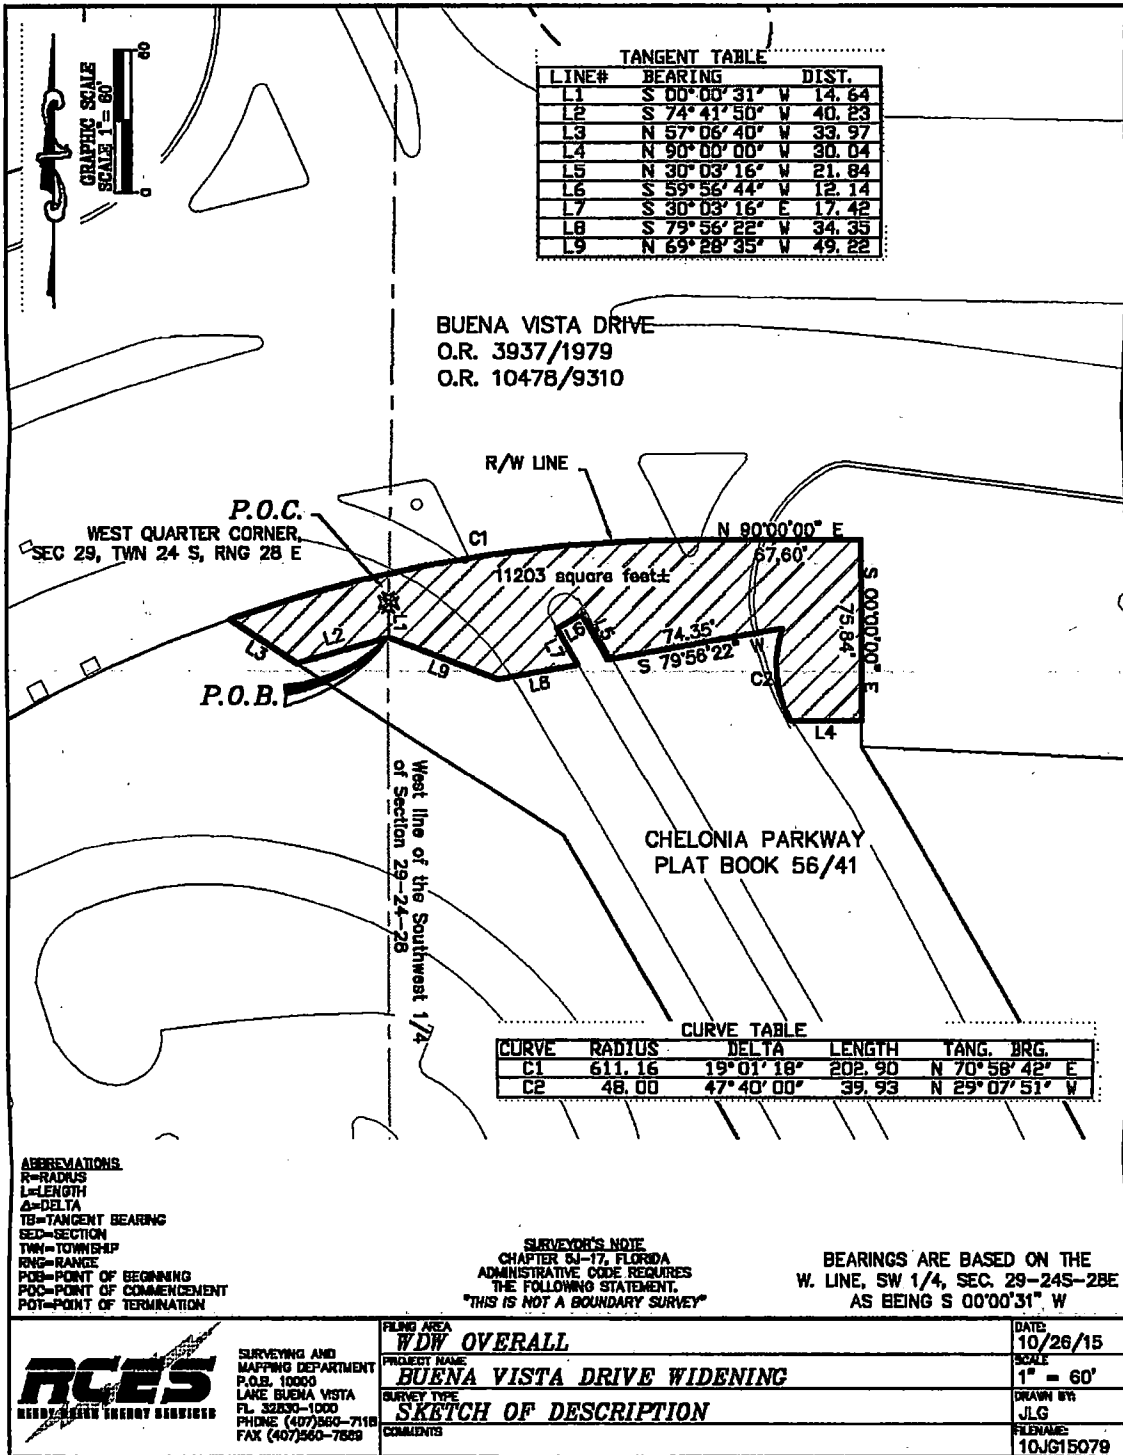 GRAPHIC SCALE
SCALE 1" = 60'
0
60
TANGENT TABLE
LINE# BEARING DIST.
L1 S 00°00'31" W 14.64
L2 S 74°41'50" W 40.23
L3 N 57°06'40" W 33.97
L4 N 90°00'00" W 30.04
L5 N 30°03'16" W 21.84
L6 S 59°56'44" W 12.14
L7 S 30°03'16" E 17.42
L8 S 79°56'22" W 34.35
L9 N 69°28'35" W 49.22
BUENA VISTA DRIVE
O.R. 3937/1979
O.R. 10478/9310
R/W LINE
P.O.C.
WEST QUARTER CORNER,
SEC 29, TWN 24 S, RNG 28 E
C1
N 90°00'00" E
67.60'
11203 square feet±
S 00°00'00" E
75.84'
L1
L2
L3
L9
L8
L7
L6
L5
74.35'
S 79°56'22" W
C2
L4
P.O.B.
West line of the Southwest 1/4
of Section 29-24-28
CHELONIA PARKWAY
PLAT BOOK 56/41
CURVE TABLE
CURVE RADIUS DELTA LENGTH TANG. BRG.
C1 611.16 19°01'18" 202.90 N 70°58'42" E
C2 48.00 47°40'00" 39.93 N 29°07'51" W
ABBREVIATIONS
R=RADIUS
L=LENGTH
Δ=DELTA
TB=TANGENT BEARING
SEC=SECTION
TWN=TOWNSHIP
RNG=RANGE
POB=POINT OF BEGINNING
POC=POINT OF COMMENCEMENT
POT=POINT OF TERMINATION
SURVEYOR'S NOTE
CHAPTER 5J-17, FLORIDA
ADMINISTRATIVE CODE REQUIRES
THE FOLLOWING STATEMENT.
"THIS IS NOT A BOUNDARY SURVEY"
BEARINGS ARE BASED ON THE
W. LINE, SW 1/4, SEC. 29-24S-28E
AS BEING S 00°00'31" W
RCES
REEDY CREEK ENERGY SERVICES
SURVEYING AND
MAPPING DEPARTMENT
P.O.B. 10000
LAKE BUENA VISTA
FL 32830-1000
PHONE (407)560-7118
FAX (407)560-7689
FILING AREA
WDW OVERALL
PROJECT NAME
BUENA VISTA DRIVE WIDENING
SURVEY TYPE
SKETCH OF DESCRIPTION
COMMENTS
DATE:
10/26/15
SCALE
1" = 60'
DRAWN BY:
JLG
FILENAME:
10JG15079